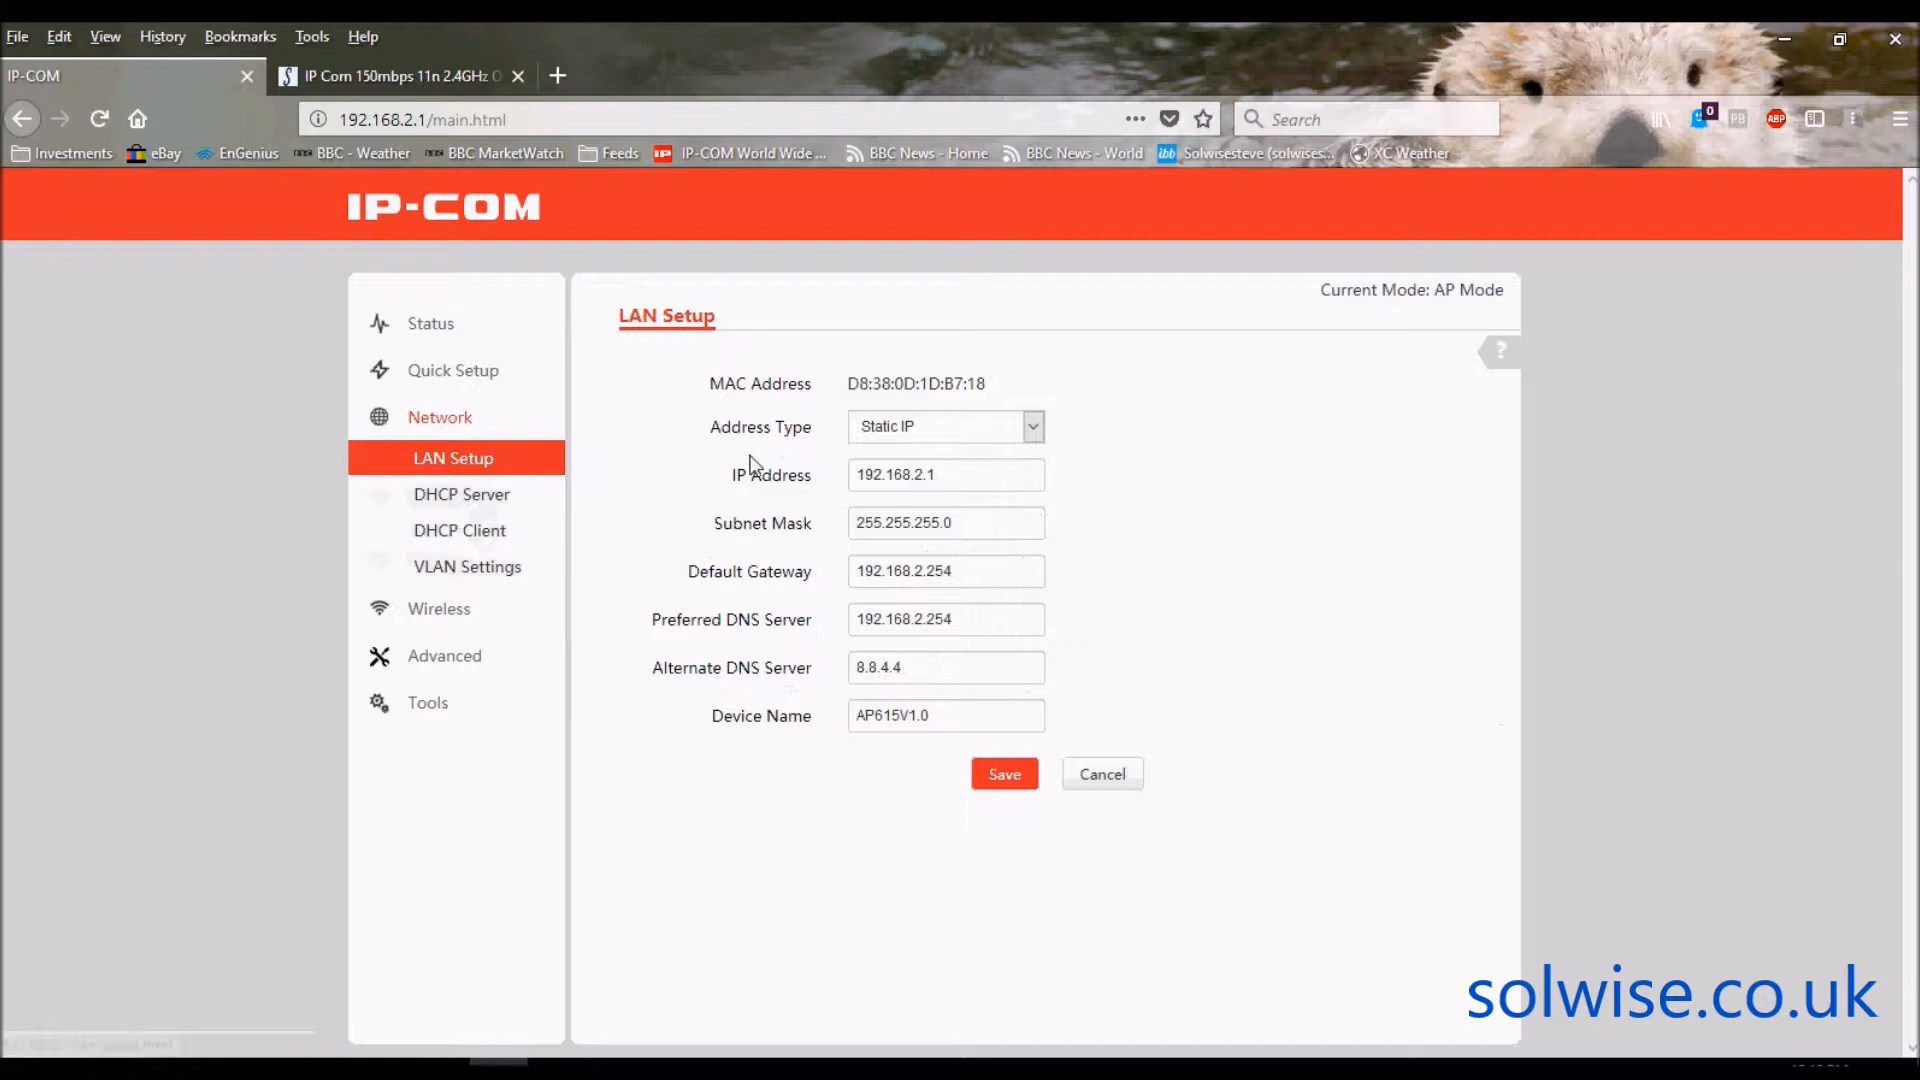 File Edit View History Bookmarks Tools Help
IP-COM
IP Com 150mbps 11n 2.4GHz O
192.168.2.1/main.html
Search
0
PB
ABP
Investments eBay EnGenius BBC - Weather BBC MarketWatch Feeds IP-COM World Wide ... BBC News - Home BBC News - World ibb Solwisesteve (solwises... XC Weather
IP-COM
Current Mode: AP Mode
LAN Setup
?
Status
Quick Setup
Network
LAN Setup
DHCP Server
DHCP Client
VLAN Settings
Wireless
Advanced
Tools
MAC Address D8:38:0D:1D:B7:18
Address Type Static IP
IP Address 192.168.2.1
Subnet Mask 255.255.255.0
Default Gateway 192.168.2.254
Preferred DNS Server 192.168.2.254
Alternate DNS Server 8.8.4.4
Device Name AP615V1.0
Save Cancel
solwise.co.uk